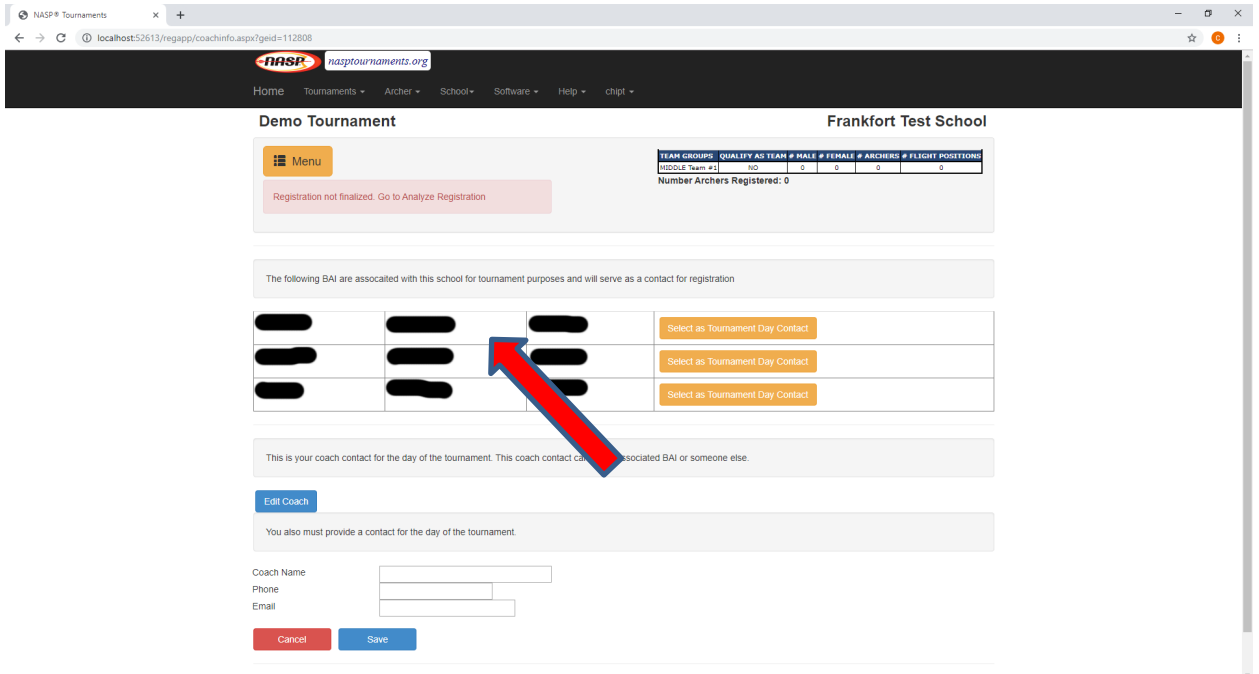 NASP® Tournaments
localhost:52613/regapp/coachinfo.aspx?geid=112808
C
NASP nasptournaments.org
Home Tournaments Archer School Software Help chipt
Demo Tournament Frankfort Test School
Menu
TEAM GROUPS QUALIFY AS TEAM # MALE # FEMALE # ARCHERS # FLIGHT POSITIONS
MIDDLE Team #1 NO 0 0 0 0
Number Archers Registered: 0
Registration not finalized. Go to Analyze Registration
The following BAI are assocaited with this school for tournament purposes and will serve as a contact for registration
Select as Tournament Day Contact
Select as Tournament Day Contact
Select as Tournament Day Contact
This is your coach contact for the day of the tournament. This coach contact BAI or someone else.
Edit Coach
You also must provide a contact for the day of the tournament.
Coach Name
Phone
Email
Cancel Save